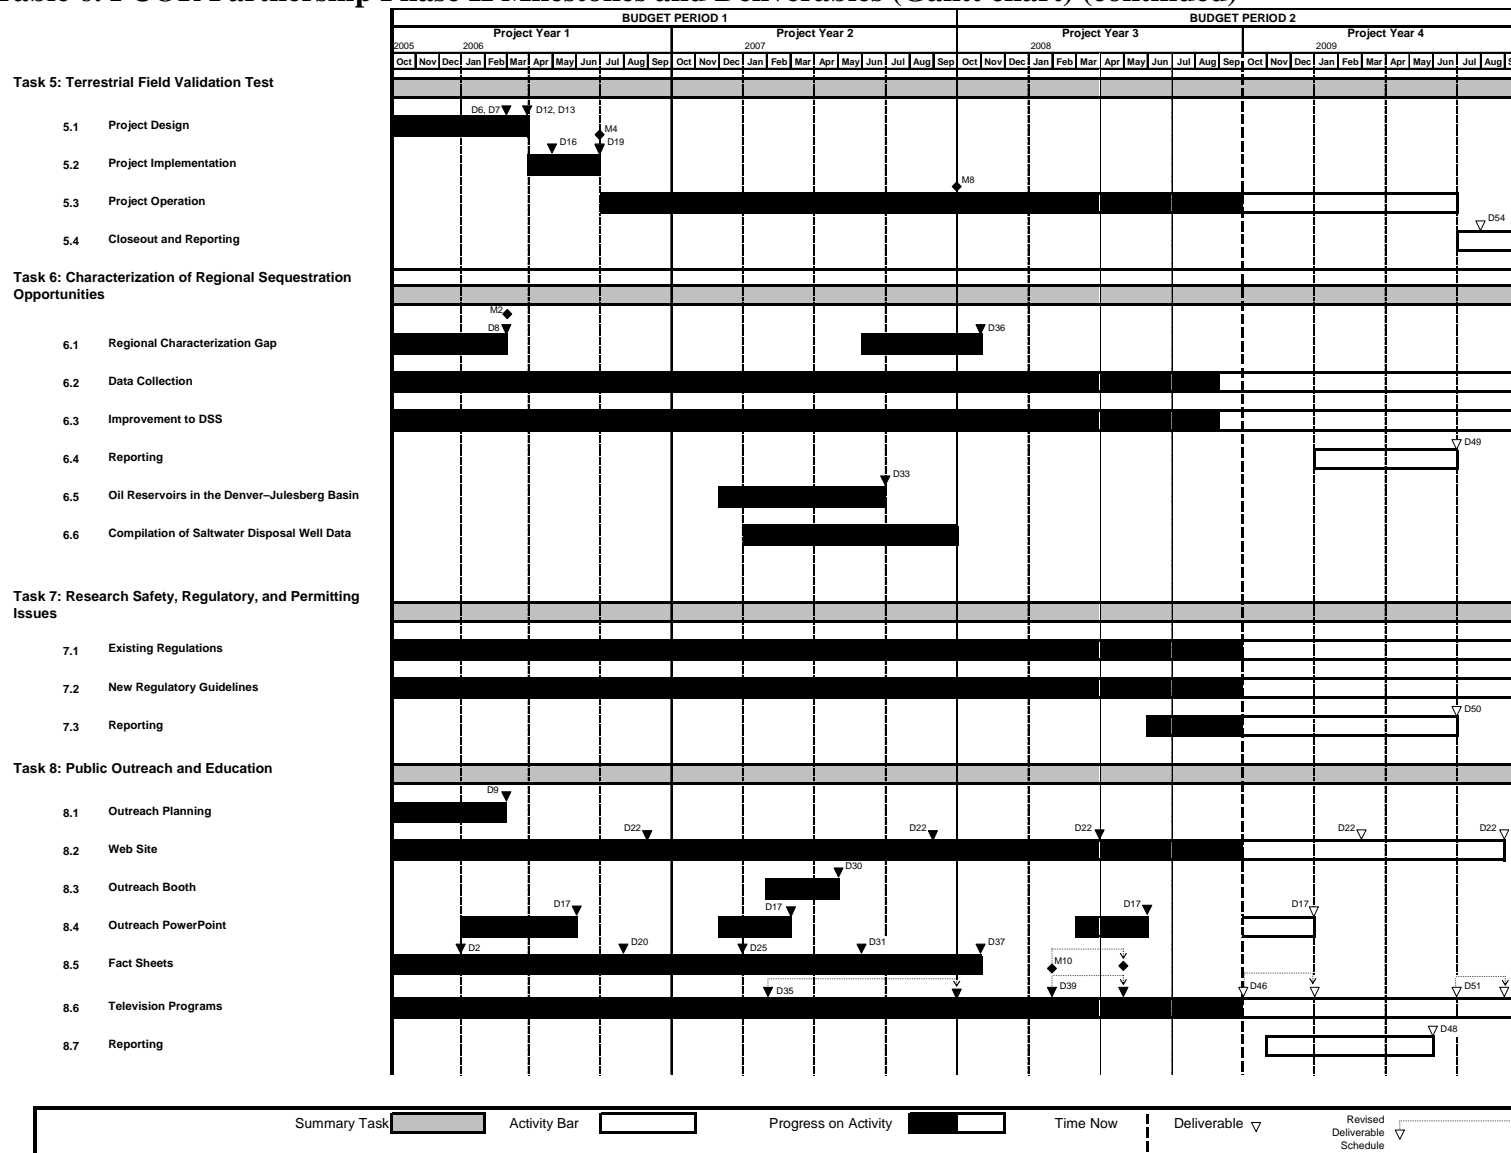 BUDGET PERIOD 1 BUDGET PERIOD 2
Project Year 1 Project Year 2 Project Year 3 Project Year 4
2005 2006 2007 2008 2009
Oct Nov Dec Jan Feb Mar Apr May Jun Jul Aug Sep Oct Nov Dec Jan Feb Mar Apr May Jun Jul Aug Sep Oct Nov Dec Jan Feb Mar Apr May Jun Jul Aug Sep Oct Nov Dec Jan Feb Mar Apr May Jun Jul Aug
Task 5: Terrestrial Field Validation Test
D6, D7 D12, D13
5.1 Project Design
M4
D16 D19
5.2 Project Implementation
M8
5.3 Project Operation
D54
5.4 Closeout and Reporting
Task 6: Characterization of Regional Sequestration
Opportunities
M2
D8 D36
6.1 Regional Characterization Gap
6.2 Data Collection
6.3 Improvement to DSS
D49
6.4 Reporting
D33
6.5 Oil Reservoirs in the Denver–Julesberg Basin
6.6 Compilation of Saltwater Disposal Well Data
Task 7: Research Safety, Regulatory, and Permitting
Issues
7.1 Existing Regulations
7.2 New Regulatory Guidelines
D50
7.3 Reporting
Task 8: Public Outreach and Education
D9
8.1 Outreach Planning
D22 D22 D22 D22 D22
8.2 Web Site
D30
8.3 Outreach Booth
D17 D17 D17 D17
8.4 Outreach PowerPoint
D2 D20 D25 D31 D37
8.5 Fact Sheets M10
D35 D39 D46 D51
8.6 Television Programs
D48
8.7 Reporting
Summary Task Activity Bar Progress on Activity Time Now Deliverable Revised
Deliverable
Schedule